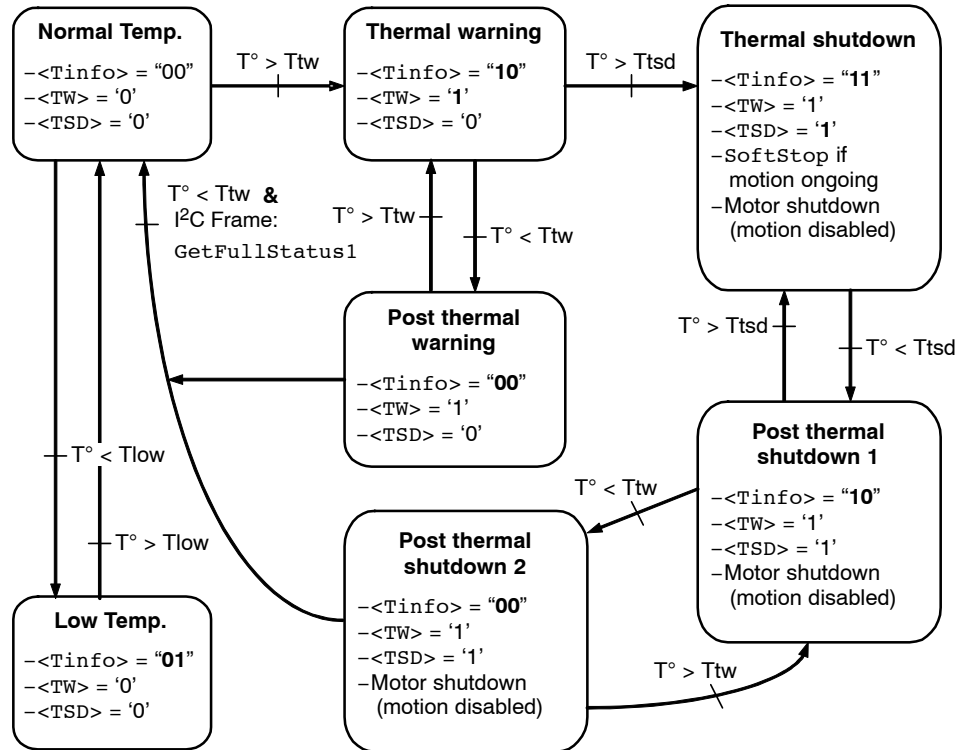 Normal Temp.
–<Tinfo> = “00”
–<TW> = ‘0’
–<TSD> = ‘0’
T° > Ttw
Thermal warning
–<Tinfo> = “10”
–<TW> = ‘1’
–<TSD> = ‘0’
T° > Ttsd
Thermal shutdown
–<Tinfo> = “11”
–<TW> = ‘1’
–<TSD> = ‘1’
–SoftStop if
motion ongoing
–Motor shutdown
(motion disabled)
T° < Ttw &
I²C Frame:
GetFullStatus1
T° > Ttw
T° < Ttw
Post thermal
warning
–<Tinfo> = “00”
–<TW> = ‘1’
–<TSD> = ‘0’
T° > Ttsd
T° < Ttsd
Post thermal
shutdown 1
–<Tinfo> = “10”
–<TW> = ‘1’
–<TSD> = ‘1’
–Motor shutdown
(motion disabled)
T° < Tlow
T° > Tlow
T° < Ttw
Post thermal
shutdown 2
–<Tinfo> = “00”
–<TW> = ‘1’
–<TSD> = ‘1’
–Motor shutdown
(motion disabled)
T° > Ttw
Low Temp.
–<Tinfo> = “01”
–<TW> = ‘0’
–<TSD> = ‘0’